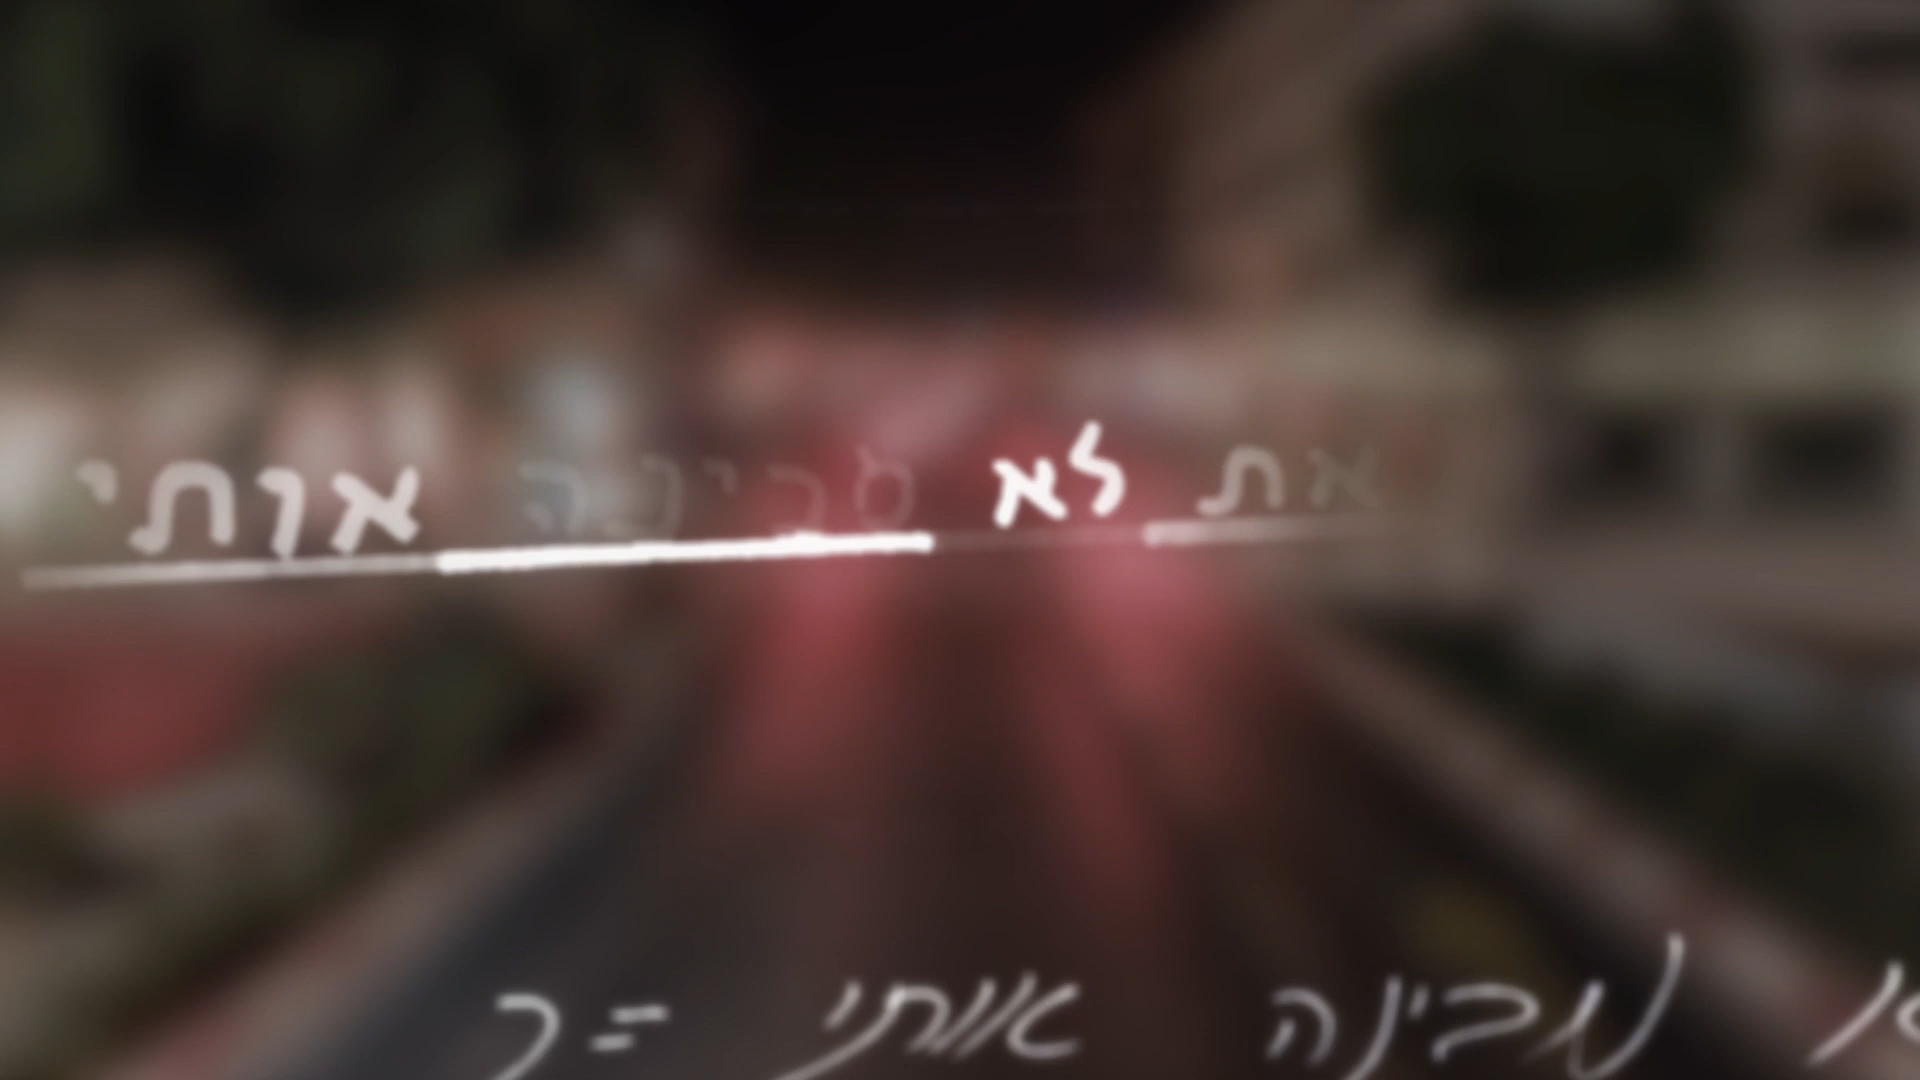 את לא מבינה אותי
א מבינה אותי =(